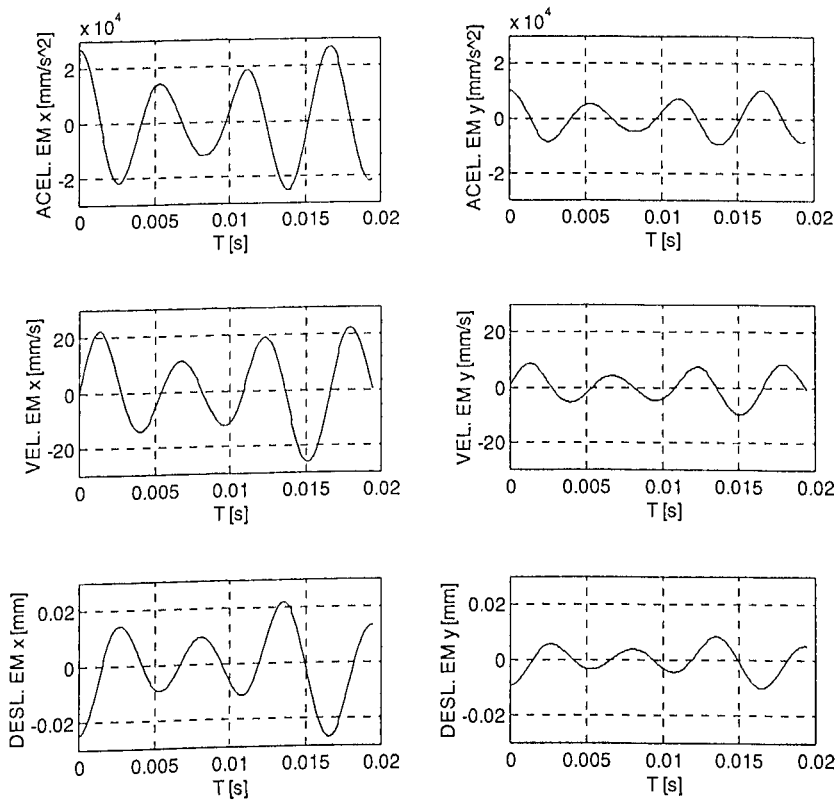 x 10^4
2
0
-2
ACEL. EM x [mm/s^2]
0 0.005 0.01 0.015 0.02
T [s]
x 10^4
2
0
-2
ACEL. EM y [mm/s^2]
0 0.005 0.01 0.015 0.02
T [s]
20
0
-20
VEL. EM x [mm/s]
0 0.005 0.01 0.015 0.02
T [s]
20
0
-20
VEL. EM y [mm/s]
0 0.005 0.01 0.015 0.02
T [s]
0.02
0
-0.02
DESL. EM x [mm]
0 0.005 0.01 0.015 0.02
T [s]
0.02
0
-0.02
DESL. EM y [mm]
0 0.005 0.01 0.015 0.02
T [s]